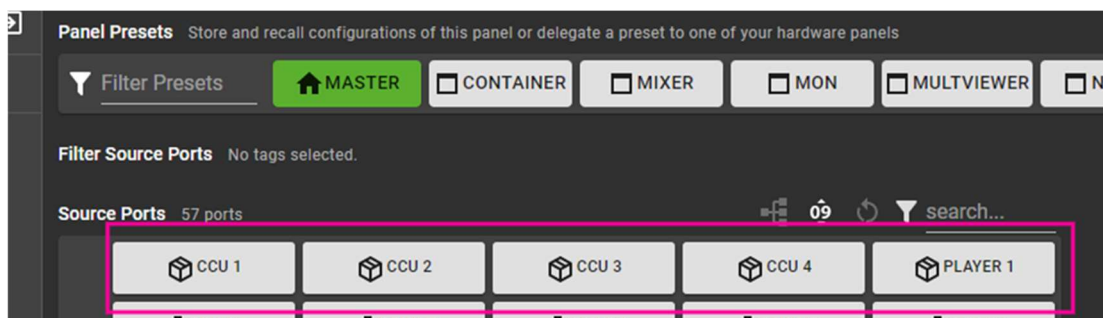 Panel Presets Store and recall configurations of this panel or delegate a preset to one of your hardware panels
Filter Presets MASTER CONTAINER MIXER MON MULTVIEWER N
Filter Source Ports No tags selected.
Source Ports 57 ports 09 search...
CCU 1 CCU 2 CCU 3 CCU 4 PLAYER 1